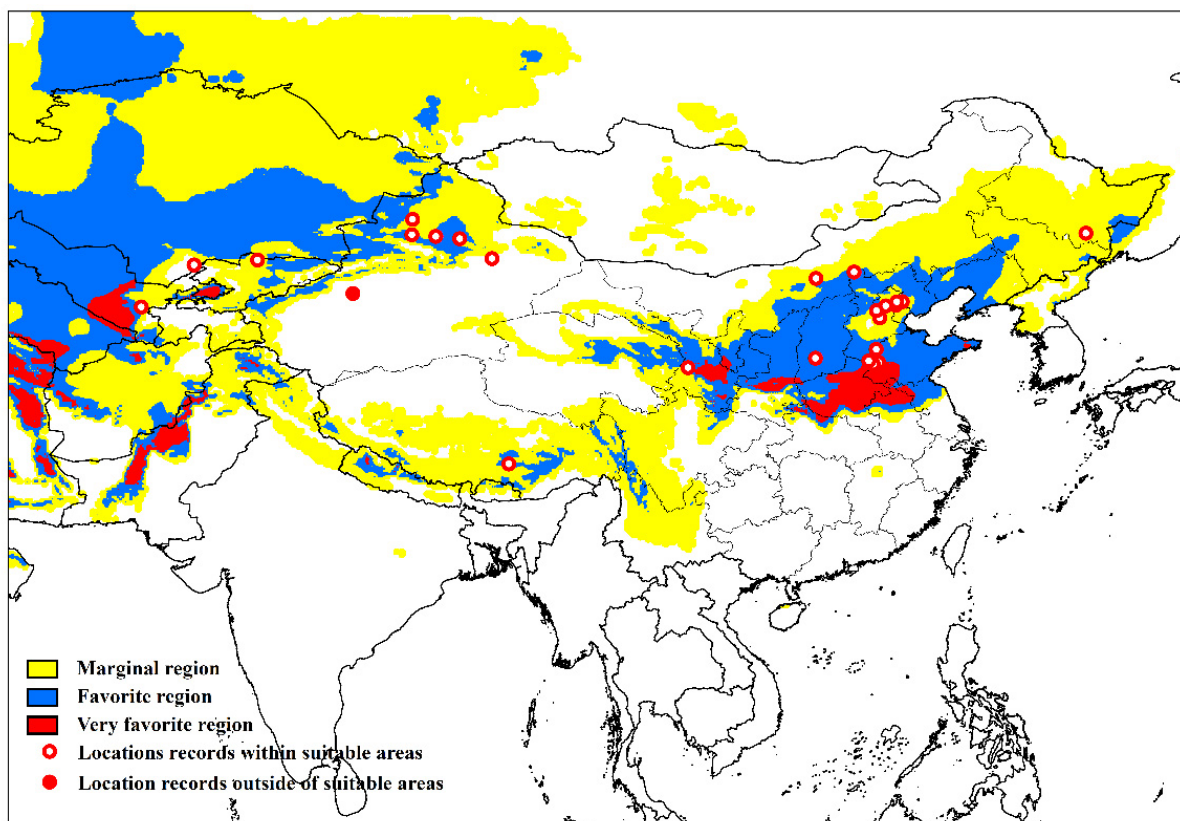 Marginal region
Favorite region
Very favorite region
Locations records within suitable areas
Location records outside of suitable areas